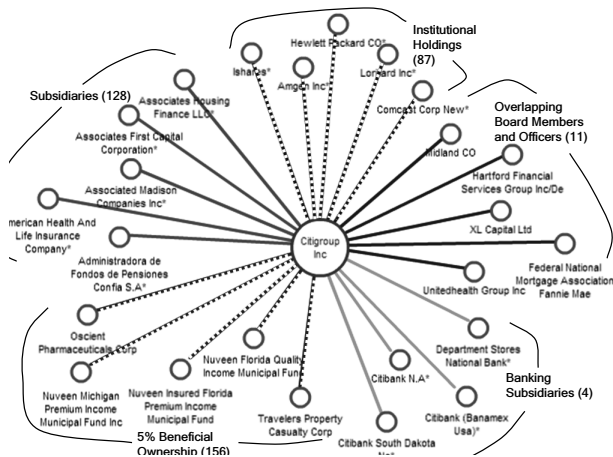 Institutional
Holdings
(87)
Hewlett Packard CO*
Ishares*
Amgen Inc*
Lorillard Inc*
Comcast Corp New*
Subsidiaries (128)
Associates Housing
Finance LLC*
Associates First Capital
Corporation*
Associated Madison
Companies Inc*
American Health And
Life Insurance
Company*
Administradora de
Fondos de Pensiones
Confia S.A*
Overlapping
Board Members
and Officers (11)
Midland CO
Hartford Financial
Services Group Inc/De
XL Capital Ltd
Federal National
Mortgage Association
Fannie Mae
Unitedhealth Group Inc
Citigroup
Inc
Oscient
Pharmaceuticals Corp
Nuveen Michigan
Premium Income
Municipal Fund Inc
Nuveen Insured Florida
Premium Income
Municipal Fund
Nuveen Florida Quality
Income Municipal Fund
Travelers Property
Casualty Corp
5% Beneficial
Ownership (156)
Department Stores
National Bank*
Citibank N.A*
Citibank (Banamex
Usa)*
Citibank South Dakota
Na*
Banking
Subsidiaries (4)